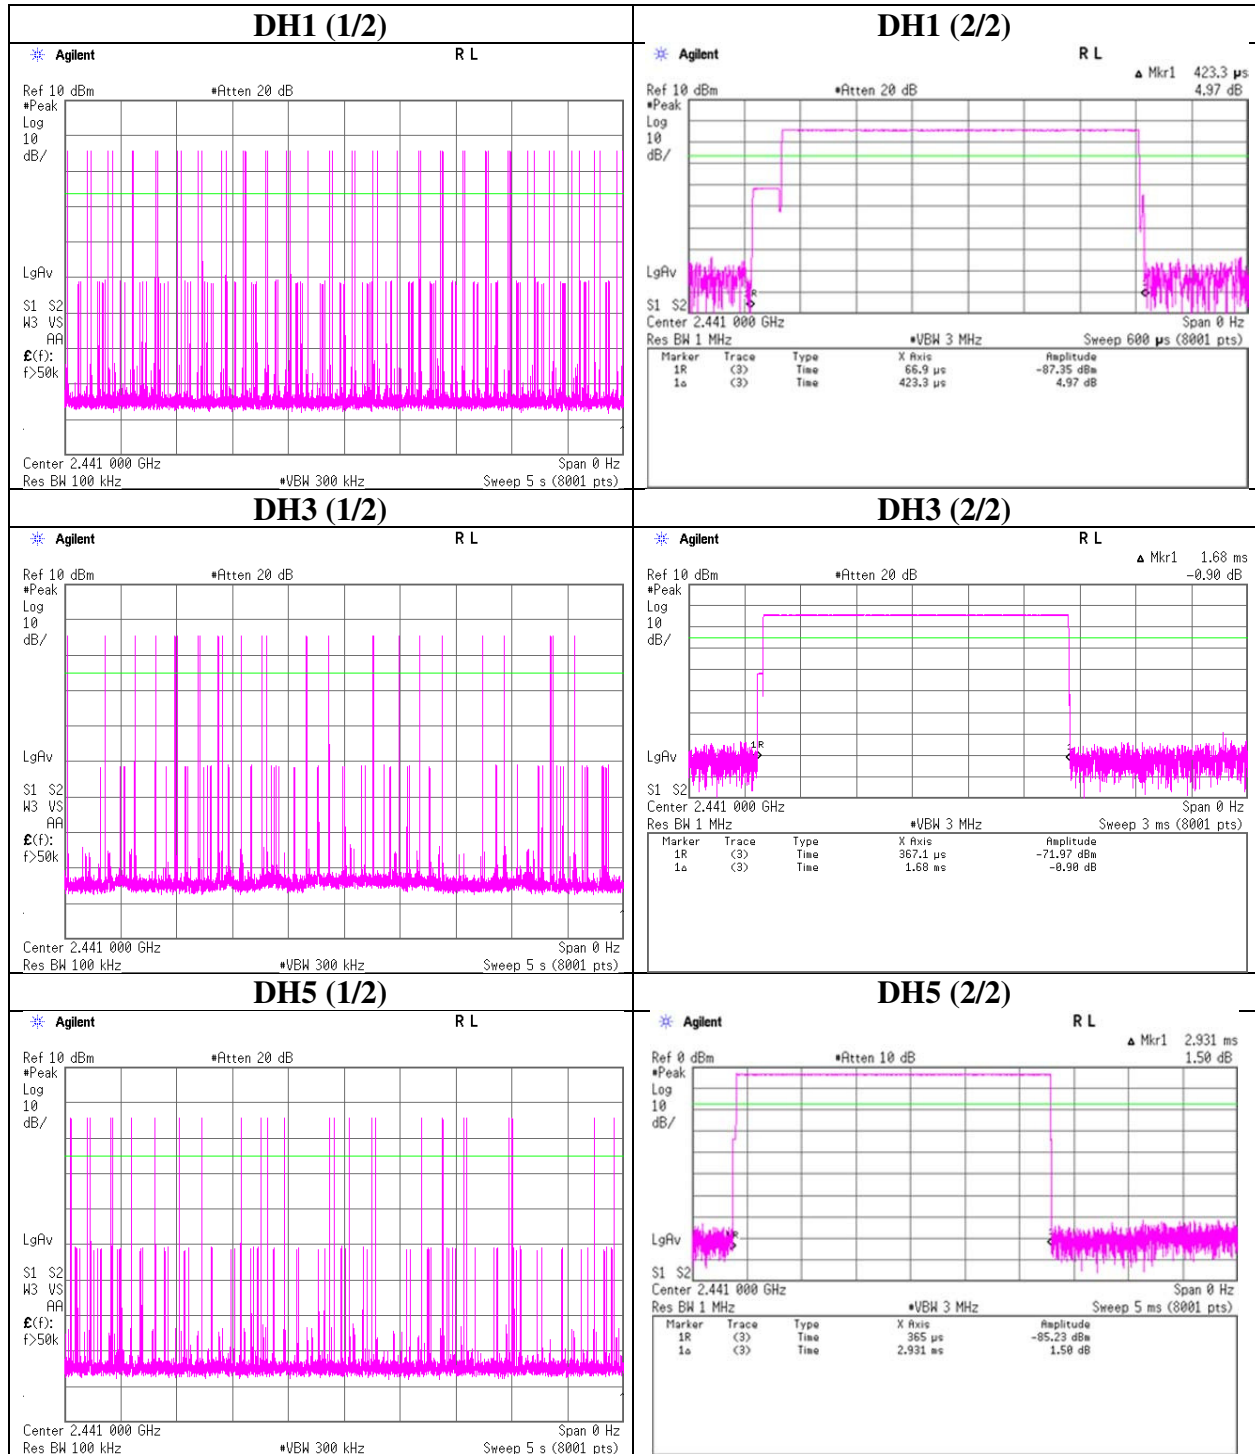 DH1 (1/2)
Agilent R L
Ref 10 dBm #Atten 20 dB
#Peak
Log
10
dB/
LgAv
S1 S2
W3 VS
AA
£(f):
f>50k
Center 2.441 000 GHz Span 0 Hz
Res BW 100 kHz #VBW 300 kHz Sweep 5 s (8001 pts)
DH1 (2/2)
Agilent R L
Δ Mkr1 423.3 µs
Ref 10 dBm #Atten 20 dB 4.97 dB
#Peak
Log
10
dB/
LgAv
R
S1 S2
Center 2.441 000 GHz Span 0 Hz
Res BW 1 MHz #VBW 3 MHz Sweep 600 µs (8001 pts)
Marker Trace Type X Axis Amplitude
1R (3) Time 66.9 µs -87.35 dBm
1Δ (3) Time 423.3 µs 4.97 dB
DH3 (1/2)
Agilent R L
Ref 10 dBm #Atten 20 dB
#Peak
Log
10
dB/
LgAv
S1 S2
W3 VS
AA
£(f):
f>50k
Center 2.441 000 GHz Span 0 Hz
Res BW 100 kHz #VBW 300 kHz Sweep 5 s (8001 pts)
DH3 (2/2)
Agilent R L
Δ Mkr1 1.68 ms
Ref 10 dBm #Atten 20 dB -0.90 dB
#Peak
Log
10
dB/
1R
LgAv
S1 S2
Center 2.441 000 GHz Span 0 Hz
Res BW 1 MHz #VBW 3 MHz Sweep 3 ms (8001 pts)
Marker Trace Type X Axis Amplitude
1R (3) Time 367.1 µs -71.97 dBm
1Δ (3) Time 1.68 ms -0.90 dB
DH5 (1/2)
Agilent R L
Ref 10 dBm #Atten 20 dB
#Peak
Log
10
dB/
LgAv
S1 S2
W3 VS
AA
£(f):
f>50k
Center 2.441 000 GHz Span 0 Hz
Res BW 100 kHz #VBW 300 kHz Sweep 5 s (8001 pts)
DH5 (2/2)
Agilent R L
Δ Mkr1 2.931 ms
Ref 0 dBm #Atten 10 dB 1.50 dB
#Peak
Log
10
dB/
LgAv
S1 S2
Center 2.441 000 GHz Span 0 Hz
Res BW 1 MHz #VBW 3 MHz Sweep 5 ms (8001 pts)
Marker Trace Type X Axis Amplitude
1R (3) Time 365 µs -85.23 dBm
1Δ (3) Time 2.931 ms 1.50 dB